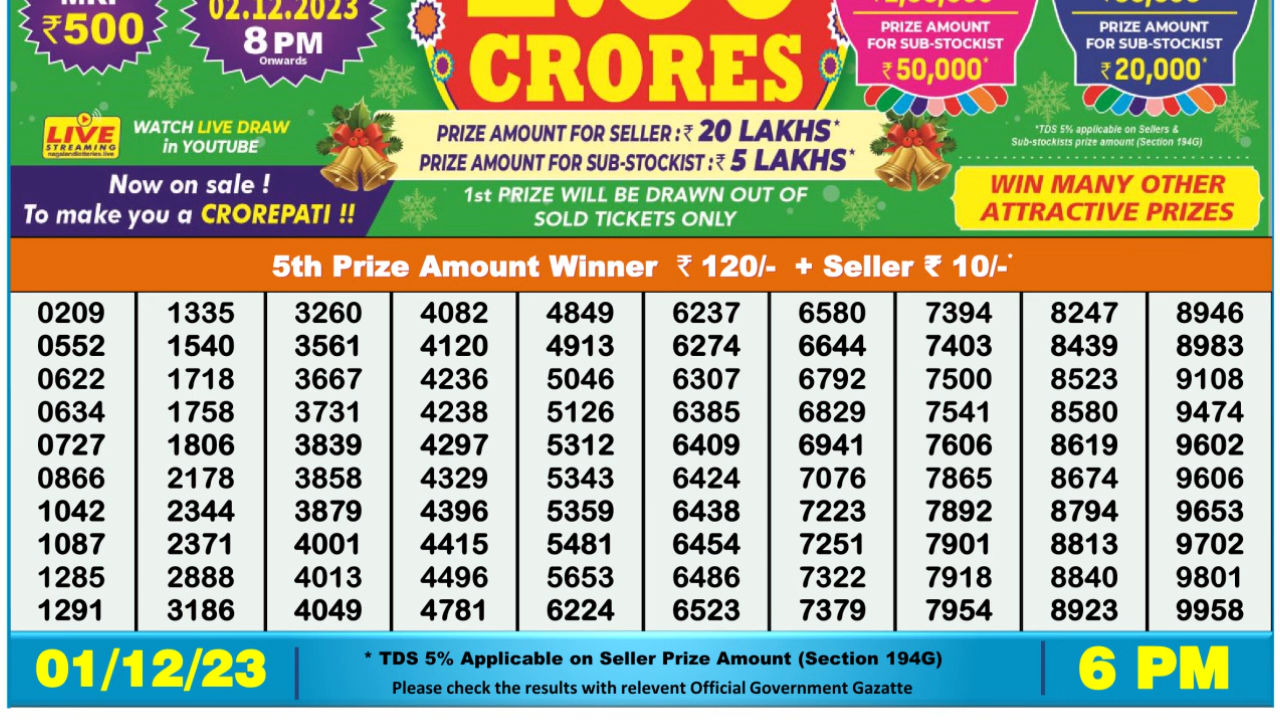 ₹500
02.12.2023
8 PM
Onwards
CRORES
PRIZE AMOUNT
FOR SUB-STOCKIST
₹50,000*
PRIZE AMOUNT
FOR SUB-STOCKIST
₹20,000*
LIVE
STREAMING
nagalandlotteries.live
WATCH LIVE DRAW
in YOUTUBE
PRIZE AMOUNT FOR SELLER :₹ 20 LAKHS*
PRIZE AMOUNT FOR SUB-STOCKIST :₹ 5 LAKHS*
*TDS 5% applicable on Sellers &
Sub-stockists prize amount (Section 194G)
Now on sale !
To make you a CROREPATI !!
1st PRIZE WILL BE DRAWN OUT OF
SOLD TICKETS ONLY
WIN MANY OTHER
ATTRACTIVE PRIZES
5th Prize Amount Winner ₹ 120/- + Seller ₹ 10/-*
0209 1335 3260 4082 4849 6237 6580 7394 8247 8946
0552 1540 3561 4120 4913 6274 6644 7403 8439 8983
0622 1718 3667 4236 5046 6307 6792 7500 8523 9108
0634 1758 3731 4238 5126 6385 6829 7541 8580 9474
0727 1806 3839 4297 5312 6409 6941 7606 8619 9602
0866 2178 3858 4329 5343 6424 7076 7865 8674 9606
1042 2344 3879 4396 5359 6438 7223 7892 8794 9653
1087 2371 4001 4415 5481 6454 7251 7901 8813 9702
1285 2888 4013 4496 5653 6486 7322 7918 8840 9801
1291 3186 4049 4781 6224 6523 7379 7954 8923 9958
01/12/23
* TDS 5% Applicable on Seller Prize Amount (Section 194G)
Please check the results with relevent Official Government Gazatte
6 PM